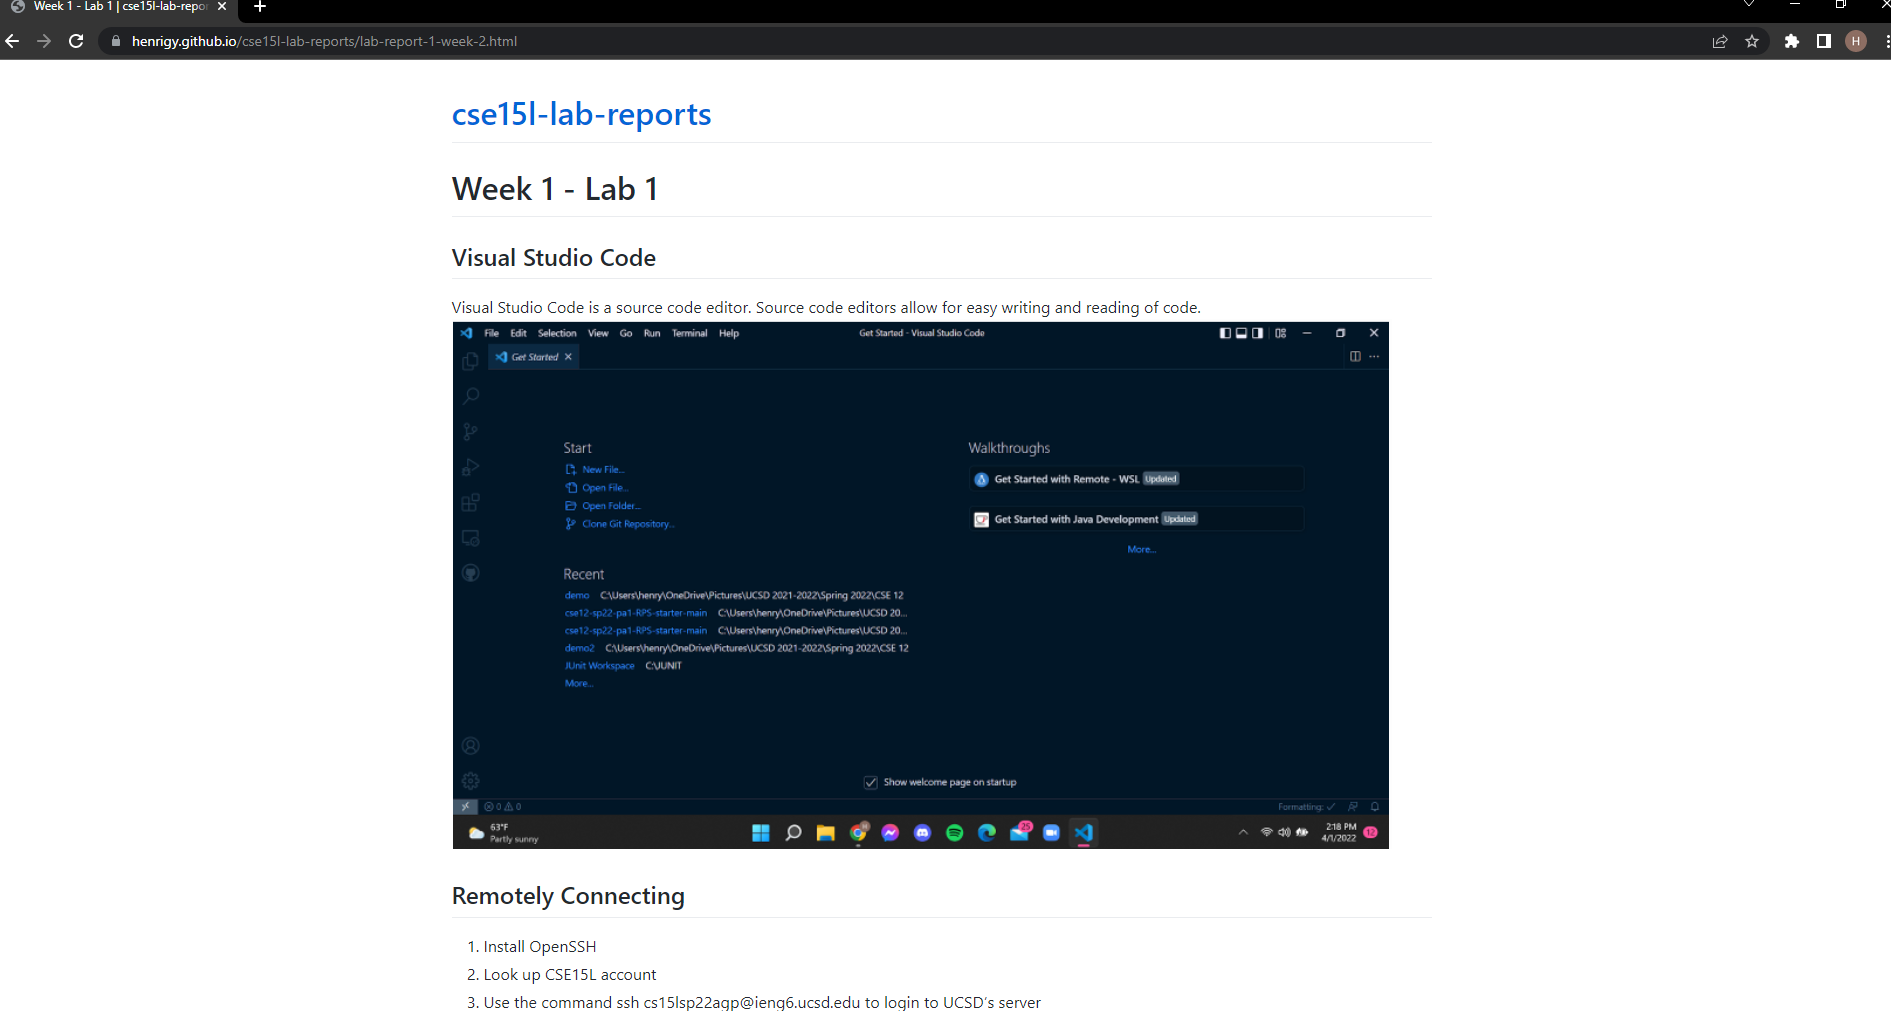 Week 1 - Lab 1 | cse15l-lab-repo
henrigy.github.io/cse15l-lab-reports/lab-report-1-week-2.html
H
cse15l-lab-reports
Week 1 - Lab 1
Visual Studio Code
Visual Studio Code is a source code editor. Source code editors allow for easy writing and reading of code.
File Edit Selection View Go Run Terminal Help
Get Started - Visual Studio Code
Get Started
Start
New File...
Open File...
Open Folder...
Clone Git Repository...
Walkthroughs
Get Started with Remote - WSL Updated
Get Started with Java Development Updated
More...
Recent
demo C:\Users\henry\OneDrive\Pictures\UCSD 2021-2022\Spring 2022\CSE 12
cse12-sp22-pa1-RPS-starter-main C:\Users\henry\OneDrive\Pictures\UCSD 20...
cse12-sp22-pa1-RPS-starter-main C:\Users\henry\OneDrive\Pictures\UCSD 20...
demo2 C:\Users\henry\OneDrive\Pictures\UCSD 2021-2022\Spring 2022\CSE 12
JUnit Workspace C:\JUNIT
More...
Show welcome page on startup
0 0
Formatting: ✓
63°F
Partly sunny
25
2:18 PM
4/1/2022
12
Remotely Connecting
1. Install OpenSSH
2. Look up CSE15L account
3. Use the command ssh cs15lsp22agp@ieng6.ucsd.edu to login to UCSD's server